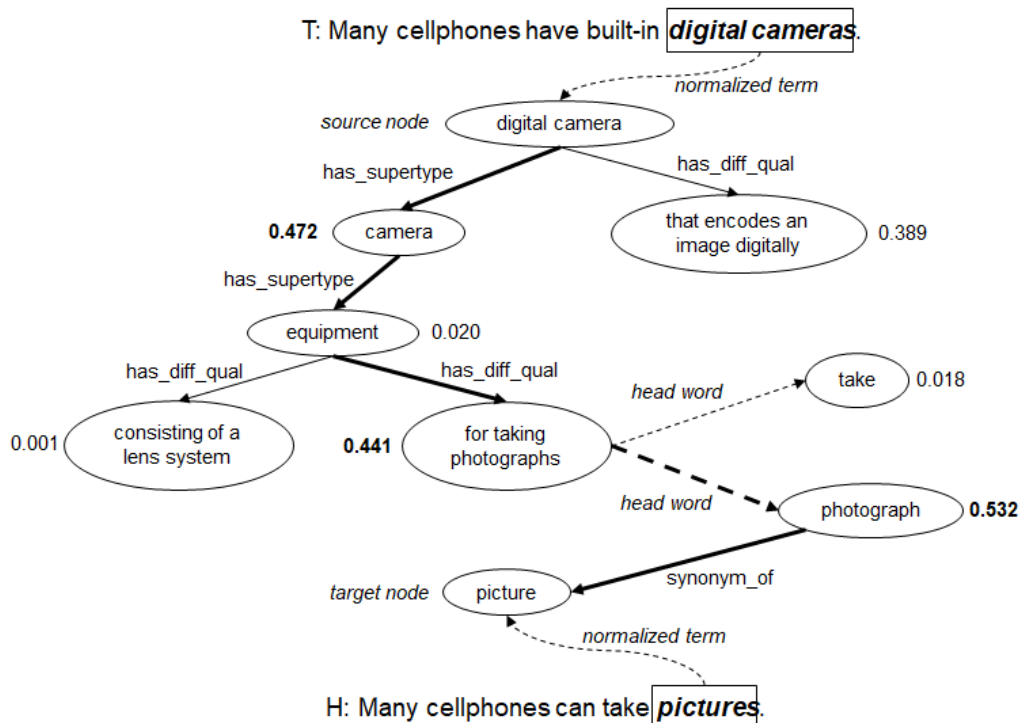 T: Many cellphones have built-in digital cameras.
normalized term
source node
digital camera
has_supertype
has_diff_qual
0.472
camera
that encodes an
image digitally
0.389
has_supertype
equipment
0.020
has_diff_qual
has_diff_qual
head word
take
0.018
0.001
consisting of a
lens system
0.441
for taking
photographs
head word
photograph
0.532
synonym_of
target node
picture
normalized term
H: Many cellphones can take pictures.